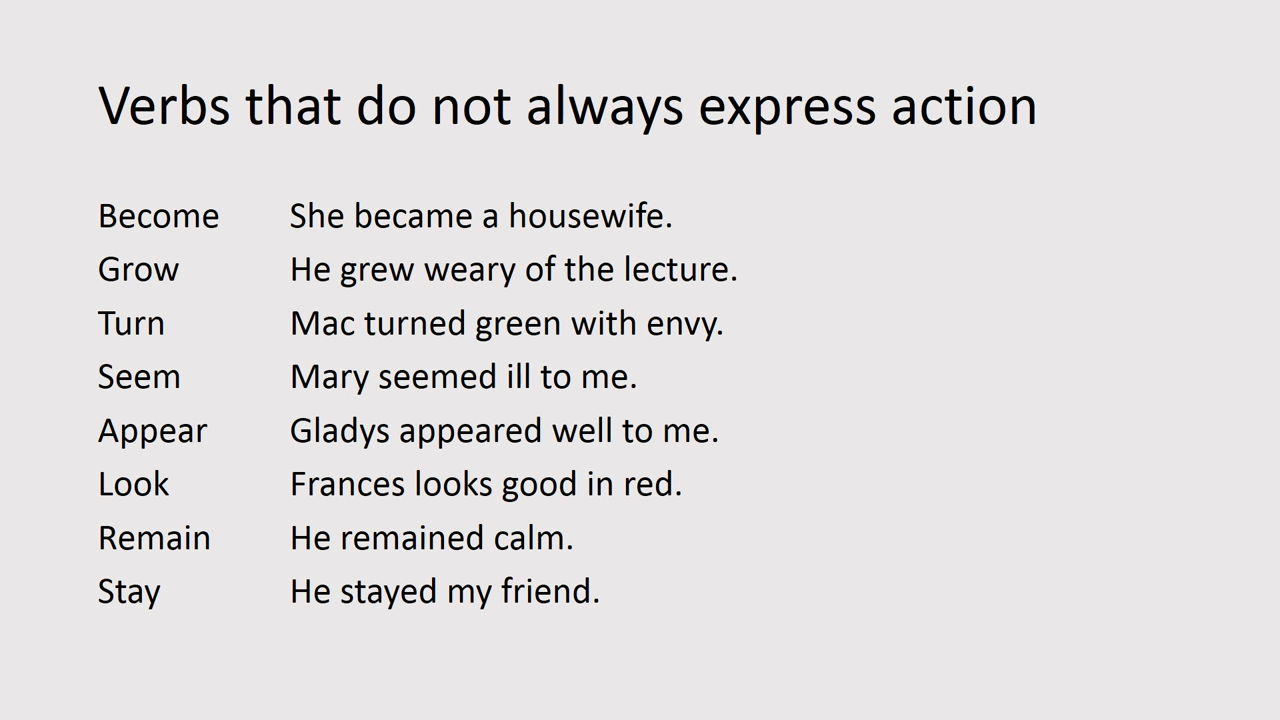 Verbs that do not always express action
Become She became a housewife.
Grow He grew weary of the lecture.
Turn Mac turned green with envy.
Seem Mary seemed ill to me.
Appear Gladys appeared well to me.
Look Frances looks good in red.
Remain He remained calm.
Stay He stayed my friend.